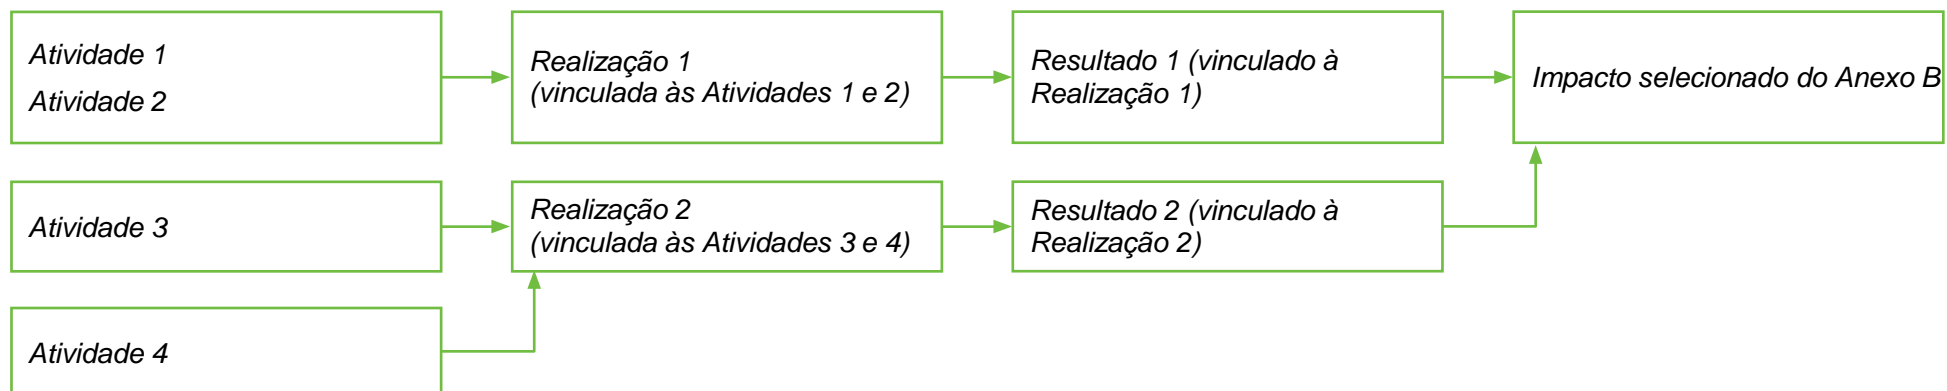 Atividade 1
Atividade 2
Realização 1
(vinculada às Atividades 1 e 2)
Resultado 1 (vinculado à
Realização 1)
Impacto selecionado do Anexo B
Atividade 3
Realização 2
(vinculada às Atividades 3 e 4)
Resultado 2 (vinculado à
Realização 2)
Atividade 4